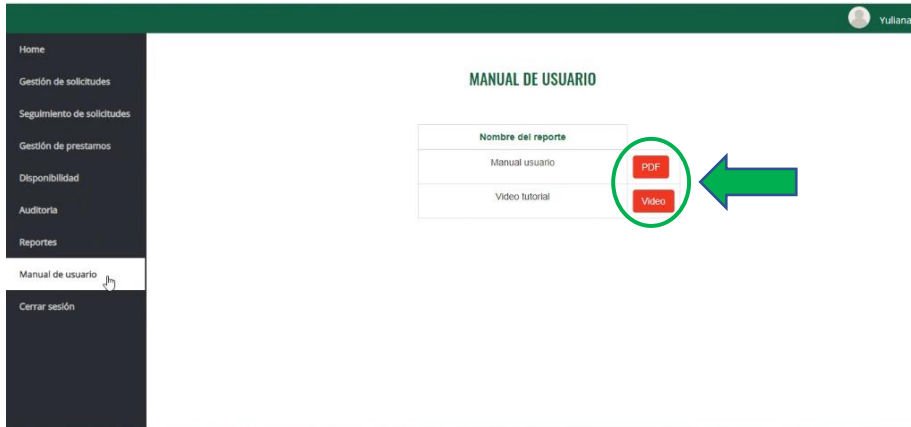 Yuliana
Home
Gestión de solicitudes
Seguimiento de solicitudes
Gestión de prestamos
Disponibilidad
Auditoria
Reportes
Manual de usuario
Cerrar sesión
MANUAL DE USUARIO
Nombre del reporte
Manual usuario PDF
Video tutorial Video